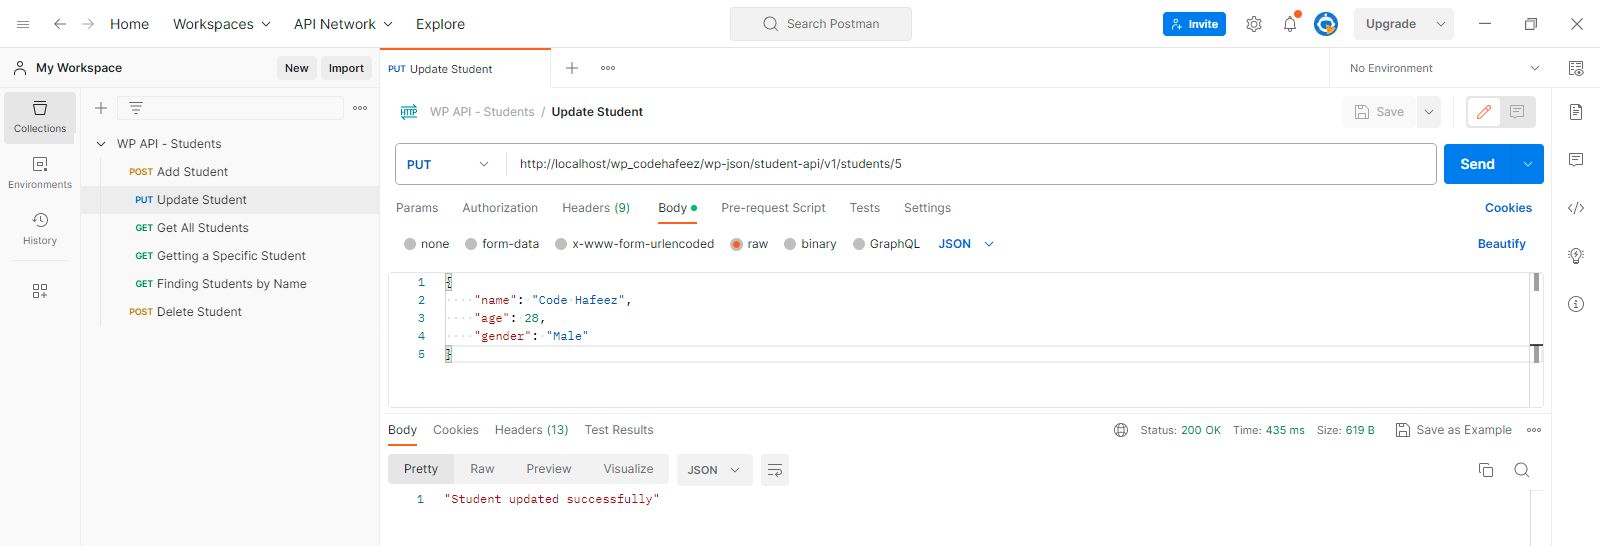 Home Workspaces API Network Explore Search Postman Invite Upgrade
My Workspace New Import PUT Update Student No Environment
Collections
Environments
History
WP API - Students
POST Add Student
PUT Update Student
GET Get All Students
GET Getting a Specific Student
GET Finding Students by Name
POST Delete Student
HTTP WP API - Students / Update Student Save
PUT http://localhost/wp_codehafeez/wp-json/student-api/v1/students/5 Send
Params Authorization Headers (9) Body Pre-request Script Tests Settings Cookies
none form-data x-www-form-urlencoded raw binary GraphQL JSON Beautify
1 {
2 "name": "Code Hafeez",
3 "age": 28,
4 "gender": "Male"
5 }
Body Cookies Headers (13) Test Results Status: 200 OK Time: 435 ms Size: 619 B Save as Example
Pretty Raw Preview Visualize JSON
1 "Student updated successfully"